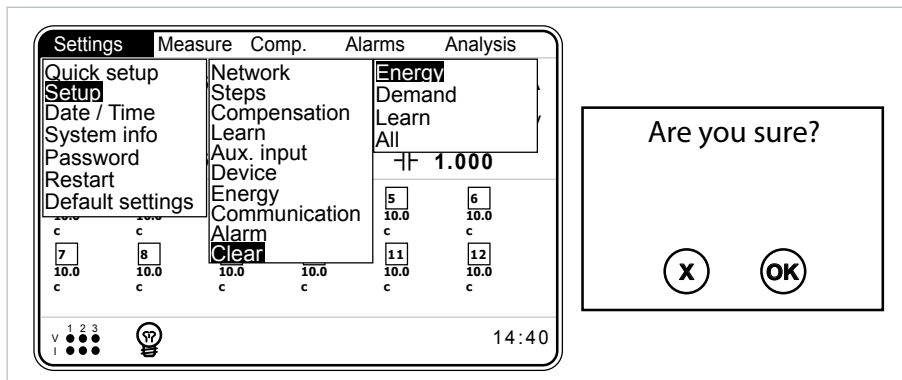 Settings Measure Comp. Alarms Analysis
Quick setup
Setup
Date / Time
System info
Password
Restart
Default settings
Network
Steps
Compensation
Learn
Aux. input
Device
Energy
Communication
Alarm
Clear
Energy
Demand
Learn
All
1.000
5 6
10.0 10.0
c c c c
7 8 11 12
10.0 10.0 10.0 10.0 10.0 10.0
c c c c c c
V 1 2 3
I
14:40
Are you sure?
X OK